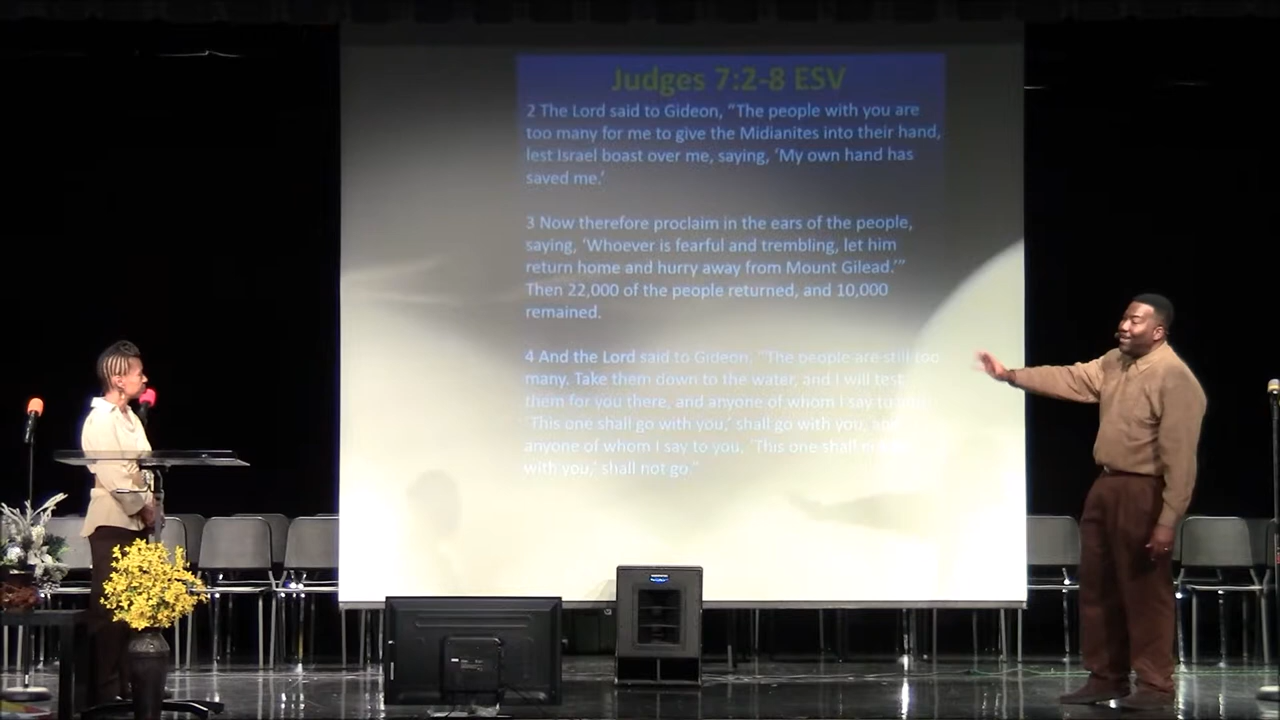 Judges 7:2-8 ESV
2 The Lord said to Gideon, “The people with you are
too many for me to give the Midianites into their hand,
lest Israel boast over me, saying, ‘My own hand has
saved me.’
3 Now therefore proclaim in the ears of the people,
saying, ‘Whoever is fearful and trembling, let him
return home and hurry away from Mount Gilead.’”
Then 22,000 of the people returned, and 10,000
remained.
4 And the Lord said to Gideon, “The people are still too
many. Take them down to the water, and I will test
them for you there, and anyone of whom I say to
‘This one shall go with you,’ shall go with you, and
anyone of whom I say to you, ‘This one shall
with you,’ shall not go.”